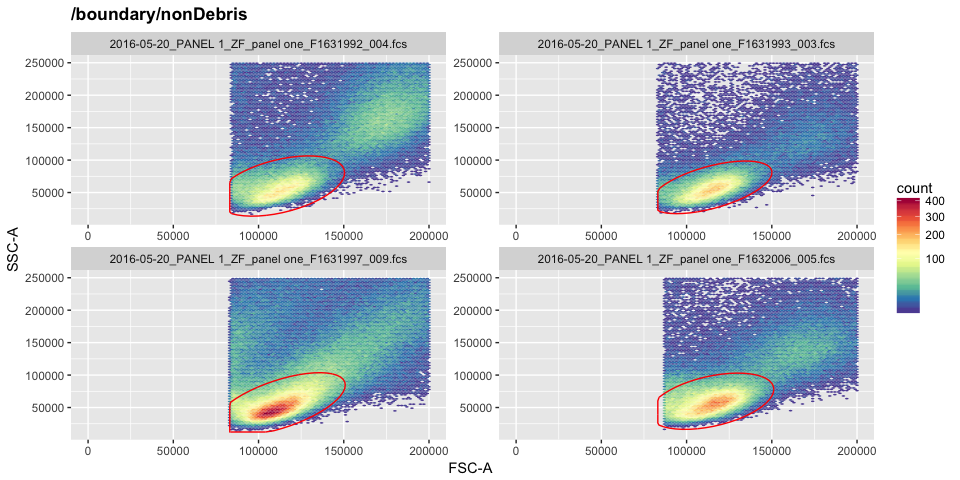 /boundary/nonDebris
2016-05-20_PANEL 1_ZF_panel one_F1631992_004.fcs
2016-05-20_PANEL 1_ZF_panel one_F1631993_003.fcs
250000
200000
150000
100000
50000
0 50000 100000 150000 200000
250000
200000
150000
100000
50000
0 50000 100000 150000 200000
2016-05-20_PANEL 1_ZF_panel one_F1631997_009.fcs
2016-05-20_PANEL 1_ZF_panel one_F1632006_005.fcs
250000
200000
150000
100000
50000
0 50000 100000 150000 200000
250000
200000
150000
100000
50000
0 50000 100000 150000 200000
SSC-A
FSC-A
count
400
300
200
100